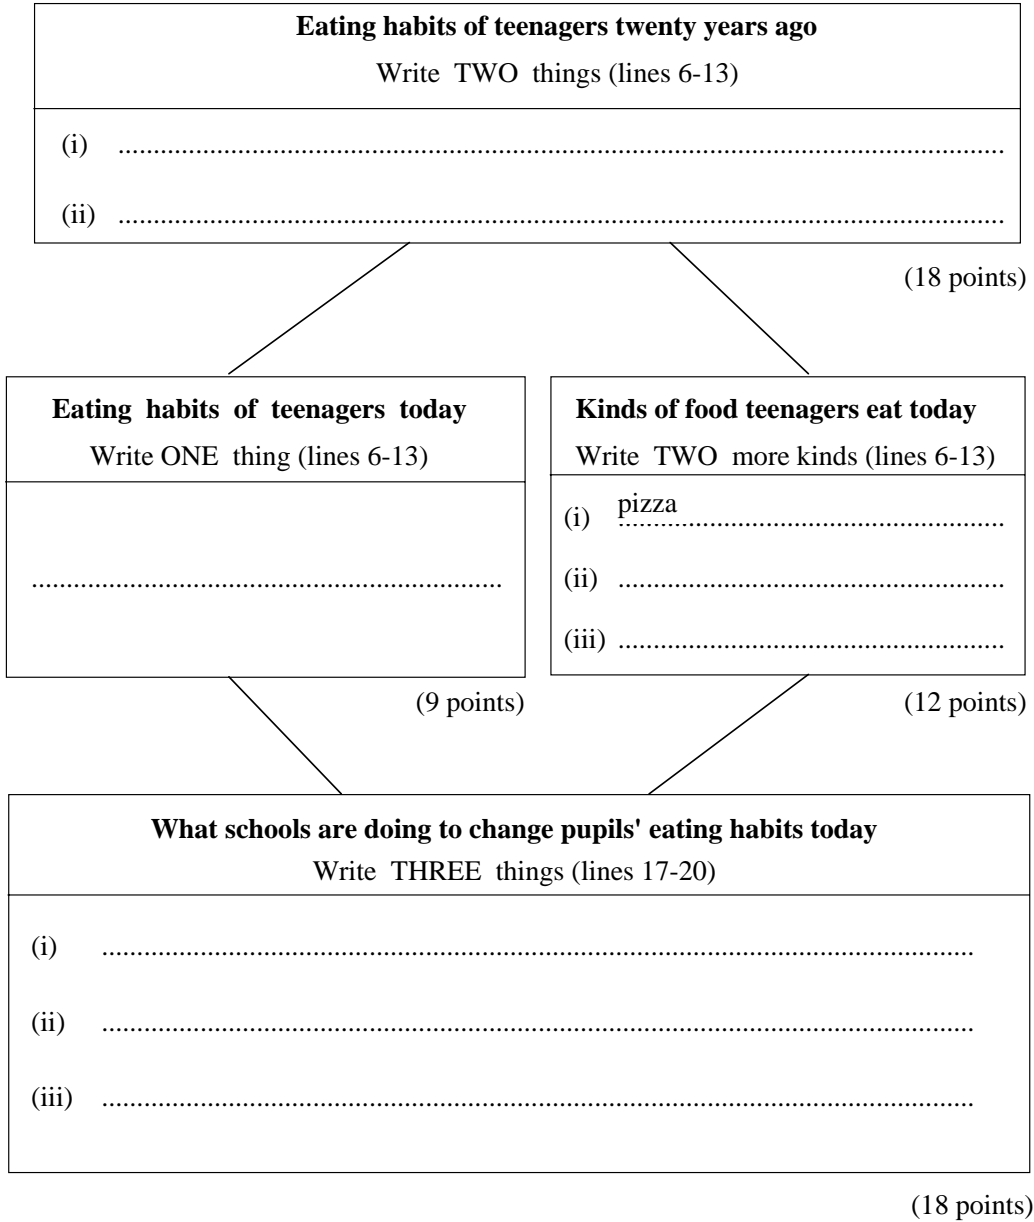 Eating habits of teenagers twenty years ago
Write TWO things (lines 6-13)
(i) ................................................................................................................................
(ii) ................................................................................................................................
(18 points)
Eating habits of teenagers today
Write ONE thing (lines 6-13)
...................................................................
(9 points)
Kinds of food teenagers eat today
Write TWO more kinds (lines 6-13)
(i) pizza .............................................
(ii) .......................................................
(iii) .......................................................
(12 points)
What schools are doing to change pupils' eating habits today
Write THREE things (lines 17-20)
(i) ............................................................................................................................
(ii) ............................................................................................................................
(iii) ............................................................................................................................
(18 points)